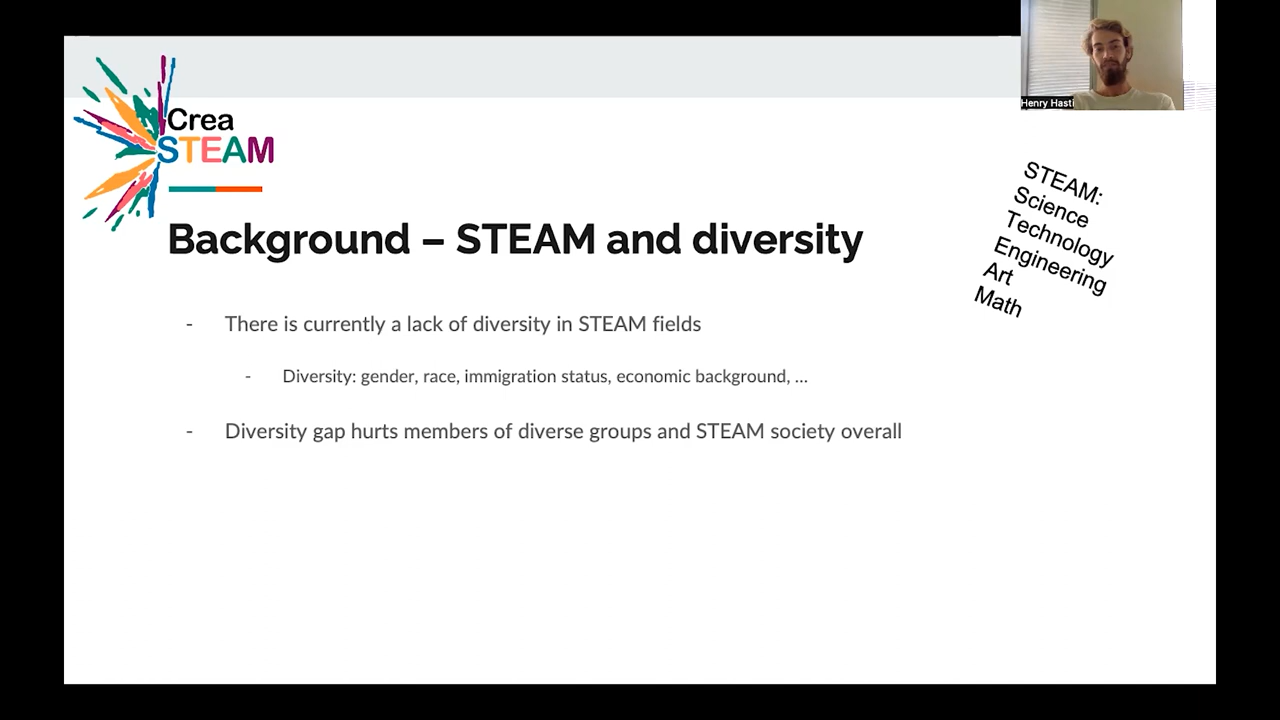 Crea
STEAM
Henry Hasti
STEAM:
Science
Technology
Engineering
Art
Math
Background – STEAM and diversity
- There is currently a lack of diversity in STEAM fields
- Diversity: gender, race, immigration status, economic background, ...
- Diversity gap hurts members of diverse groups and STEAM society overall